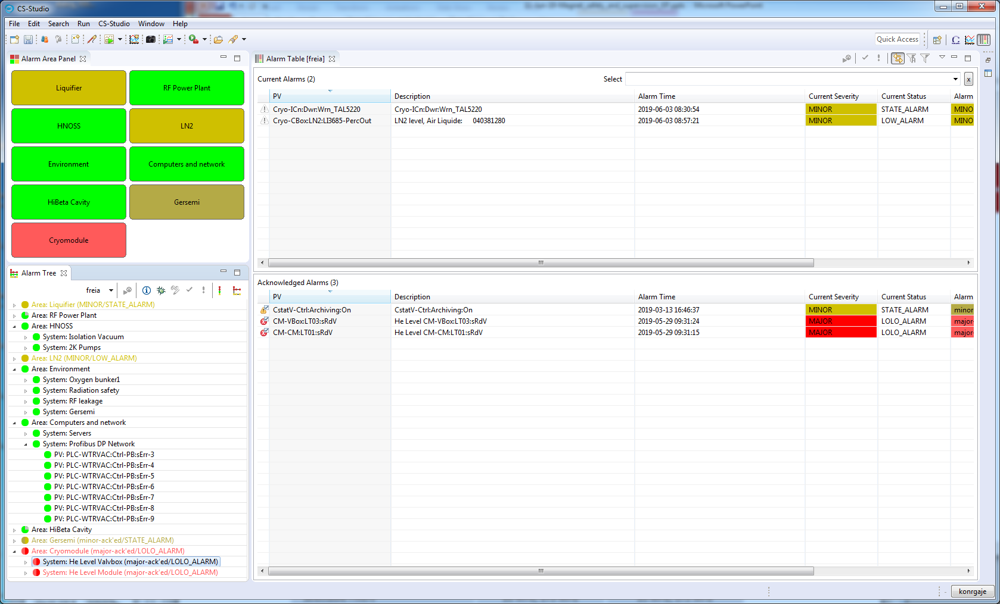 CS-Studio
File Edit Search Run CS-Studio Window Help
Quick Access
Alarm Area Panel
Liquifier RF Power Plant
HNOSS LN2
Environment Computers and network
HiBeta Cavity Gersemi
Cryomodule
Alarm Tree
freia
Area: Liquifier (MINOR/STATE_ALARM)
Area: RF Power Plant
Area: HNOSS
System: Isolation Vacuum
System: 2K Pumps
Area: LN2 (MINOR/LOW_ALARM)
Area: Environment
System: Oxygen bunker1
System: Radiation safety
System: RF leakage
System: Gersemi
Area: Computers and network
System: Servers
System: Profibus DP Network
PV: PLC-WTRVAC:Ctrl-PB:sErr-3
PV: PLC-WTRVAC:Ctrl-PB:sErr-4
PV: PLC-WTRVAC:Ctrl-PB:sErr-5
PV: PLC-WTRVAC:Ctrl-PB:sErr-6
PV: PLC-WTRVAC:Ctrl-PB:sErr-7
PV: PLC-WTRVAC:Ctrl-PB:sErr-8
PV: PLC-WTRVAC:Ctrl-PB:sErr-9
Area: HiBeta Cavity
Area: Gersemi (minor-ack'ed/STATE_ALARM)
Area: Cryomodule (major-ack'ed/LOLO_ALARM)
System: He Level Valvbox (major-ack'ed/LOLO_ALARM)
System: He Level Module (major-ack'ed/LOLO_ALARM)
Alarm Table [freia]
Current Alarms (2) Select x
PV Description Alarm Time Current Severity Current Status Alarm
Cryo-ICn:Dwr:Wrn_TAL5220 Cryo-ICn:Dwr:Wrn_TAL5220 2019-06-03 08:30:54 MINOR STATE_ALARM MINO
Cryo-CBox:LN2:LI3685-PercOut LN2 level, Air Liquide: 040381280 2019-06-03 08:57:21 MINOR LOW_ALARM MINO
Acknowledged Alarms (3)
PV Description Alarm Time Current Severity Current Status Alarm
CstatV-Ctrl:Archiving:On CstatV-Ctrl:Archiving:On 2019-03-13 16:46:37 MINOR STATE_ALARM minor
CM-VBox:LT03:sRdV He Level CM-VBox:LT03:sRdV 2019-05-29 09:31:24 MAJOR LOLO_ALARM major-
CM-CM:LT01:sRdV He Level CM-CM:LT01:sRdV 2019-05-29 09:31:15 MAJOR LOLO_ALARM major-
konrgaje